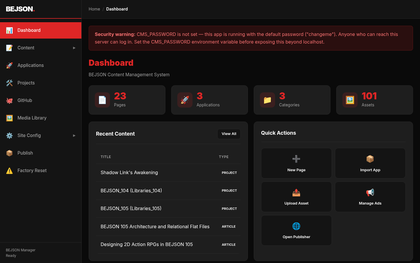 BEJSON.
Home Dashboard
Security warning: CMS_PASSWORD is not set — this app is running with the default password ("changeme"). Anyone who can reach this server can log in. Set the CMS_PASSWORD environment variable before exposing this beyond localhost.
Dashboard
Content
Applications
Projects
GitHub
Media Library
Site Config
Publish
Factory Reset
BEJSON Manager
Ready
Dashboard
BEJSON Content Management System
23
Pages
3
Applications
3
Categories
101
Assets
Recent Content
View All
TITLE TYPE
Shadow Link's Awakening PROJECT
BEJSON_104 (Libraries_104) PROJECT
BEJSON_105 (Libraries_105) PROJECT
BEJSON 105 Architecture and Relational Flat Files ARTICLE
Designing 2D Action RPGs in BEJSON 105 ARTICLE
Quick Actions
New Page
Import App
Upload Asset
Manage Ads
Open Publisher